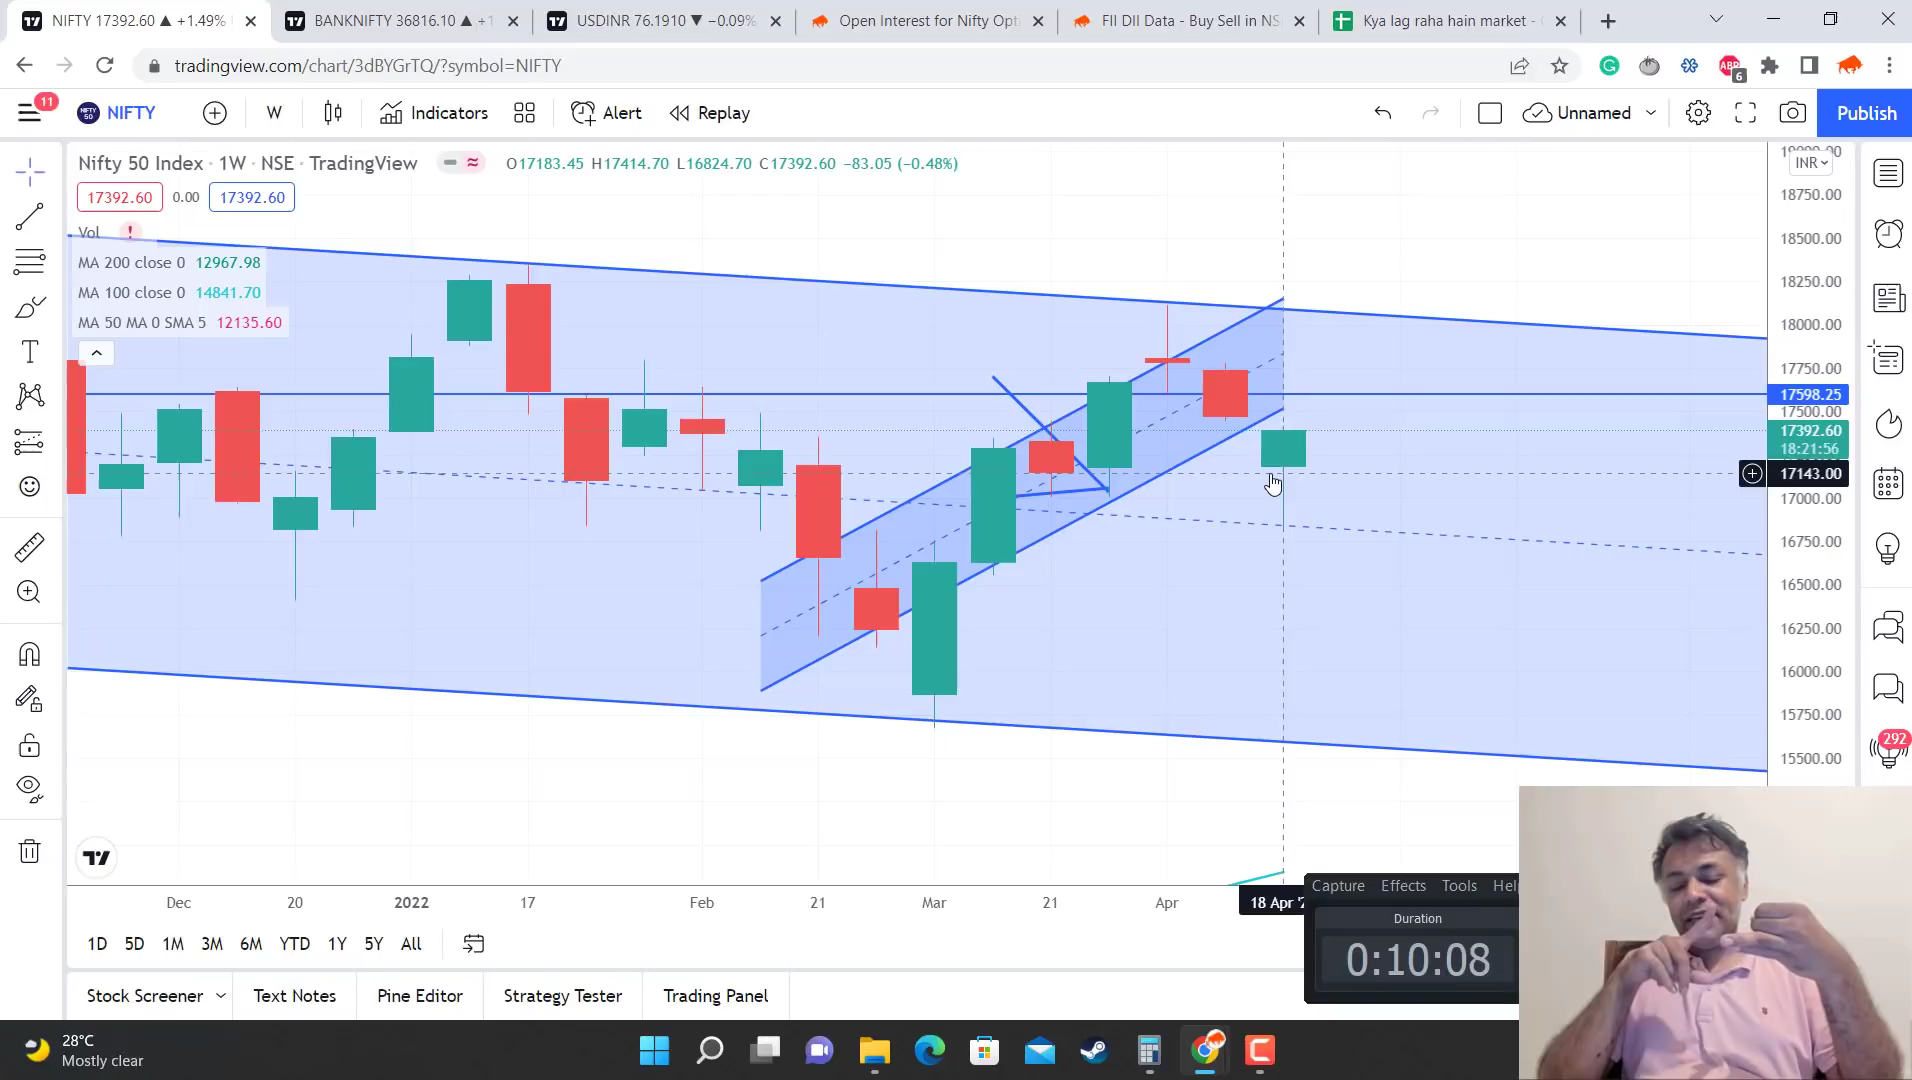 NIFTY 17392.60 ▲ +1.49%
BANKNIFTY 36816.10 ▲ +1
USDINR 76.1910 ▼ −0.09%
Open Interest for Nifty Opt
FII DII Data - Buy Sell in NS
Kya lag raha hain market -
tradingview.com/chart/3dBYGrTQ/?symbol=NIFTY
ABP
6
11
NIFTY 50
NIFTY
W
Indicators
Alert
Replay
Unnamed
Publish
Nifty 50 Index · 1W · NSE · TradingView
O17183.45 H17414.70 L16824.70 C17392.60 −83.05 (−0.48%)
17392.60 0.00 17392.60
Vol !
MA 200 close 0 12967.98
MA 100 close 0 14841.70
MA 50 MA 0 SMA 5 12135.60
INR
18750.00
18500.00
18250.00
18000.00
17750.00
17598.25
17500.00
17392.60
18:21:56
17143.00
17000.00
16750.00
16500.00
16250.00
16000.00
15750.00
15500.00
292
Dec 20 2022 17 Feb 21 Mar 21 Apr 18 Apr
1D 5D 1M 3M 6M YTD 1Y 5Y All
Stock Screener Text Notes Pine Editor Strategy Tester Trading Panel
Capture Effects Tools Hel
Duration
0:10:08
28°C
Mostly clear